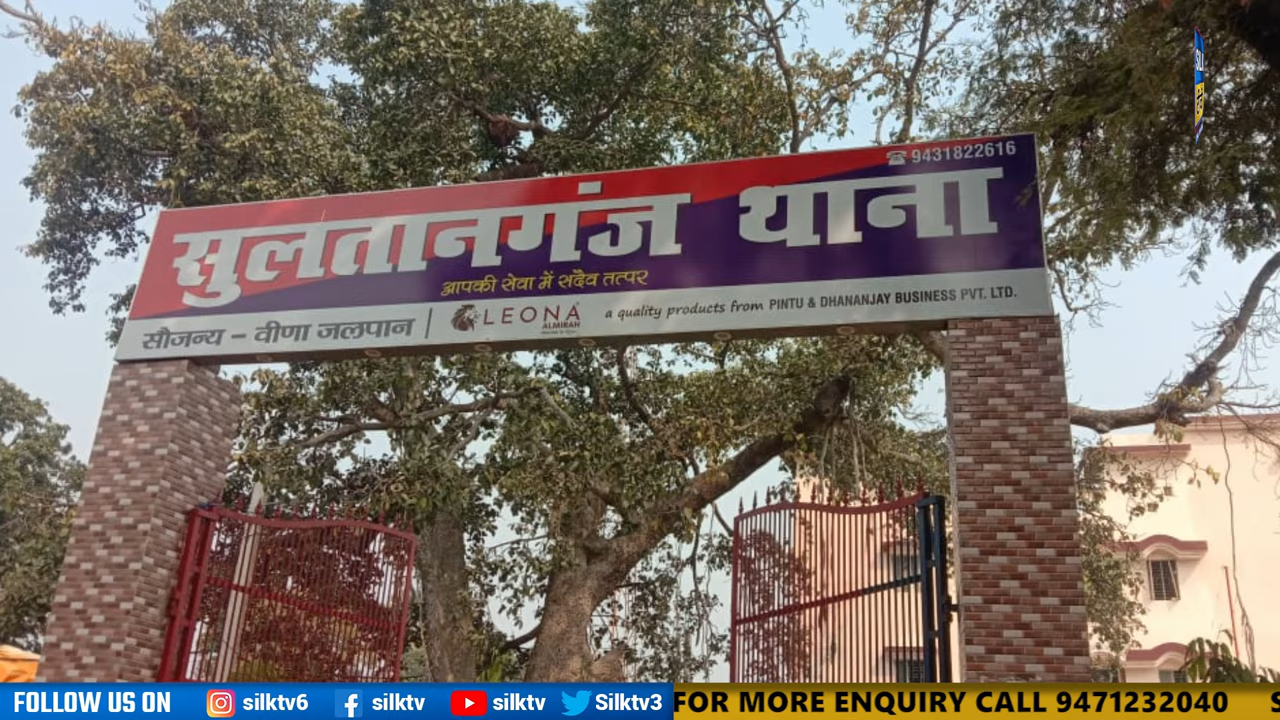 ☎9431822616
सुलतानगंज थाना
आपकी सेवा में सदैव तत्पर
सौजन्य - वीणा जलपान | LEONA ALMIRAH a quality products from PINTU & DHANANJAY BUSINESS PVT. LTD.
FOLLOW US ON silktv6 silktv silktv Silktv3 FOR MORE ENQUIRY CALL 9471232040 S